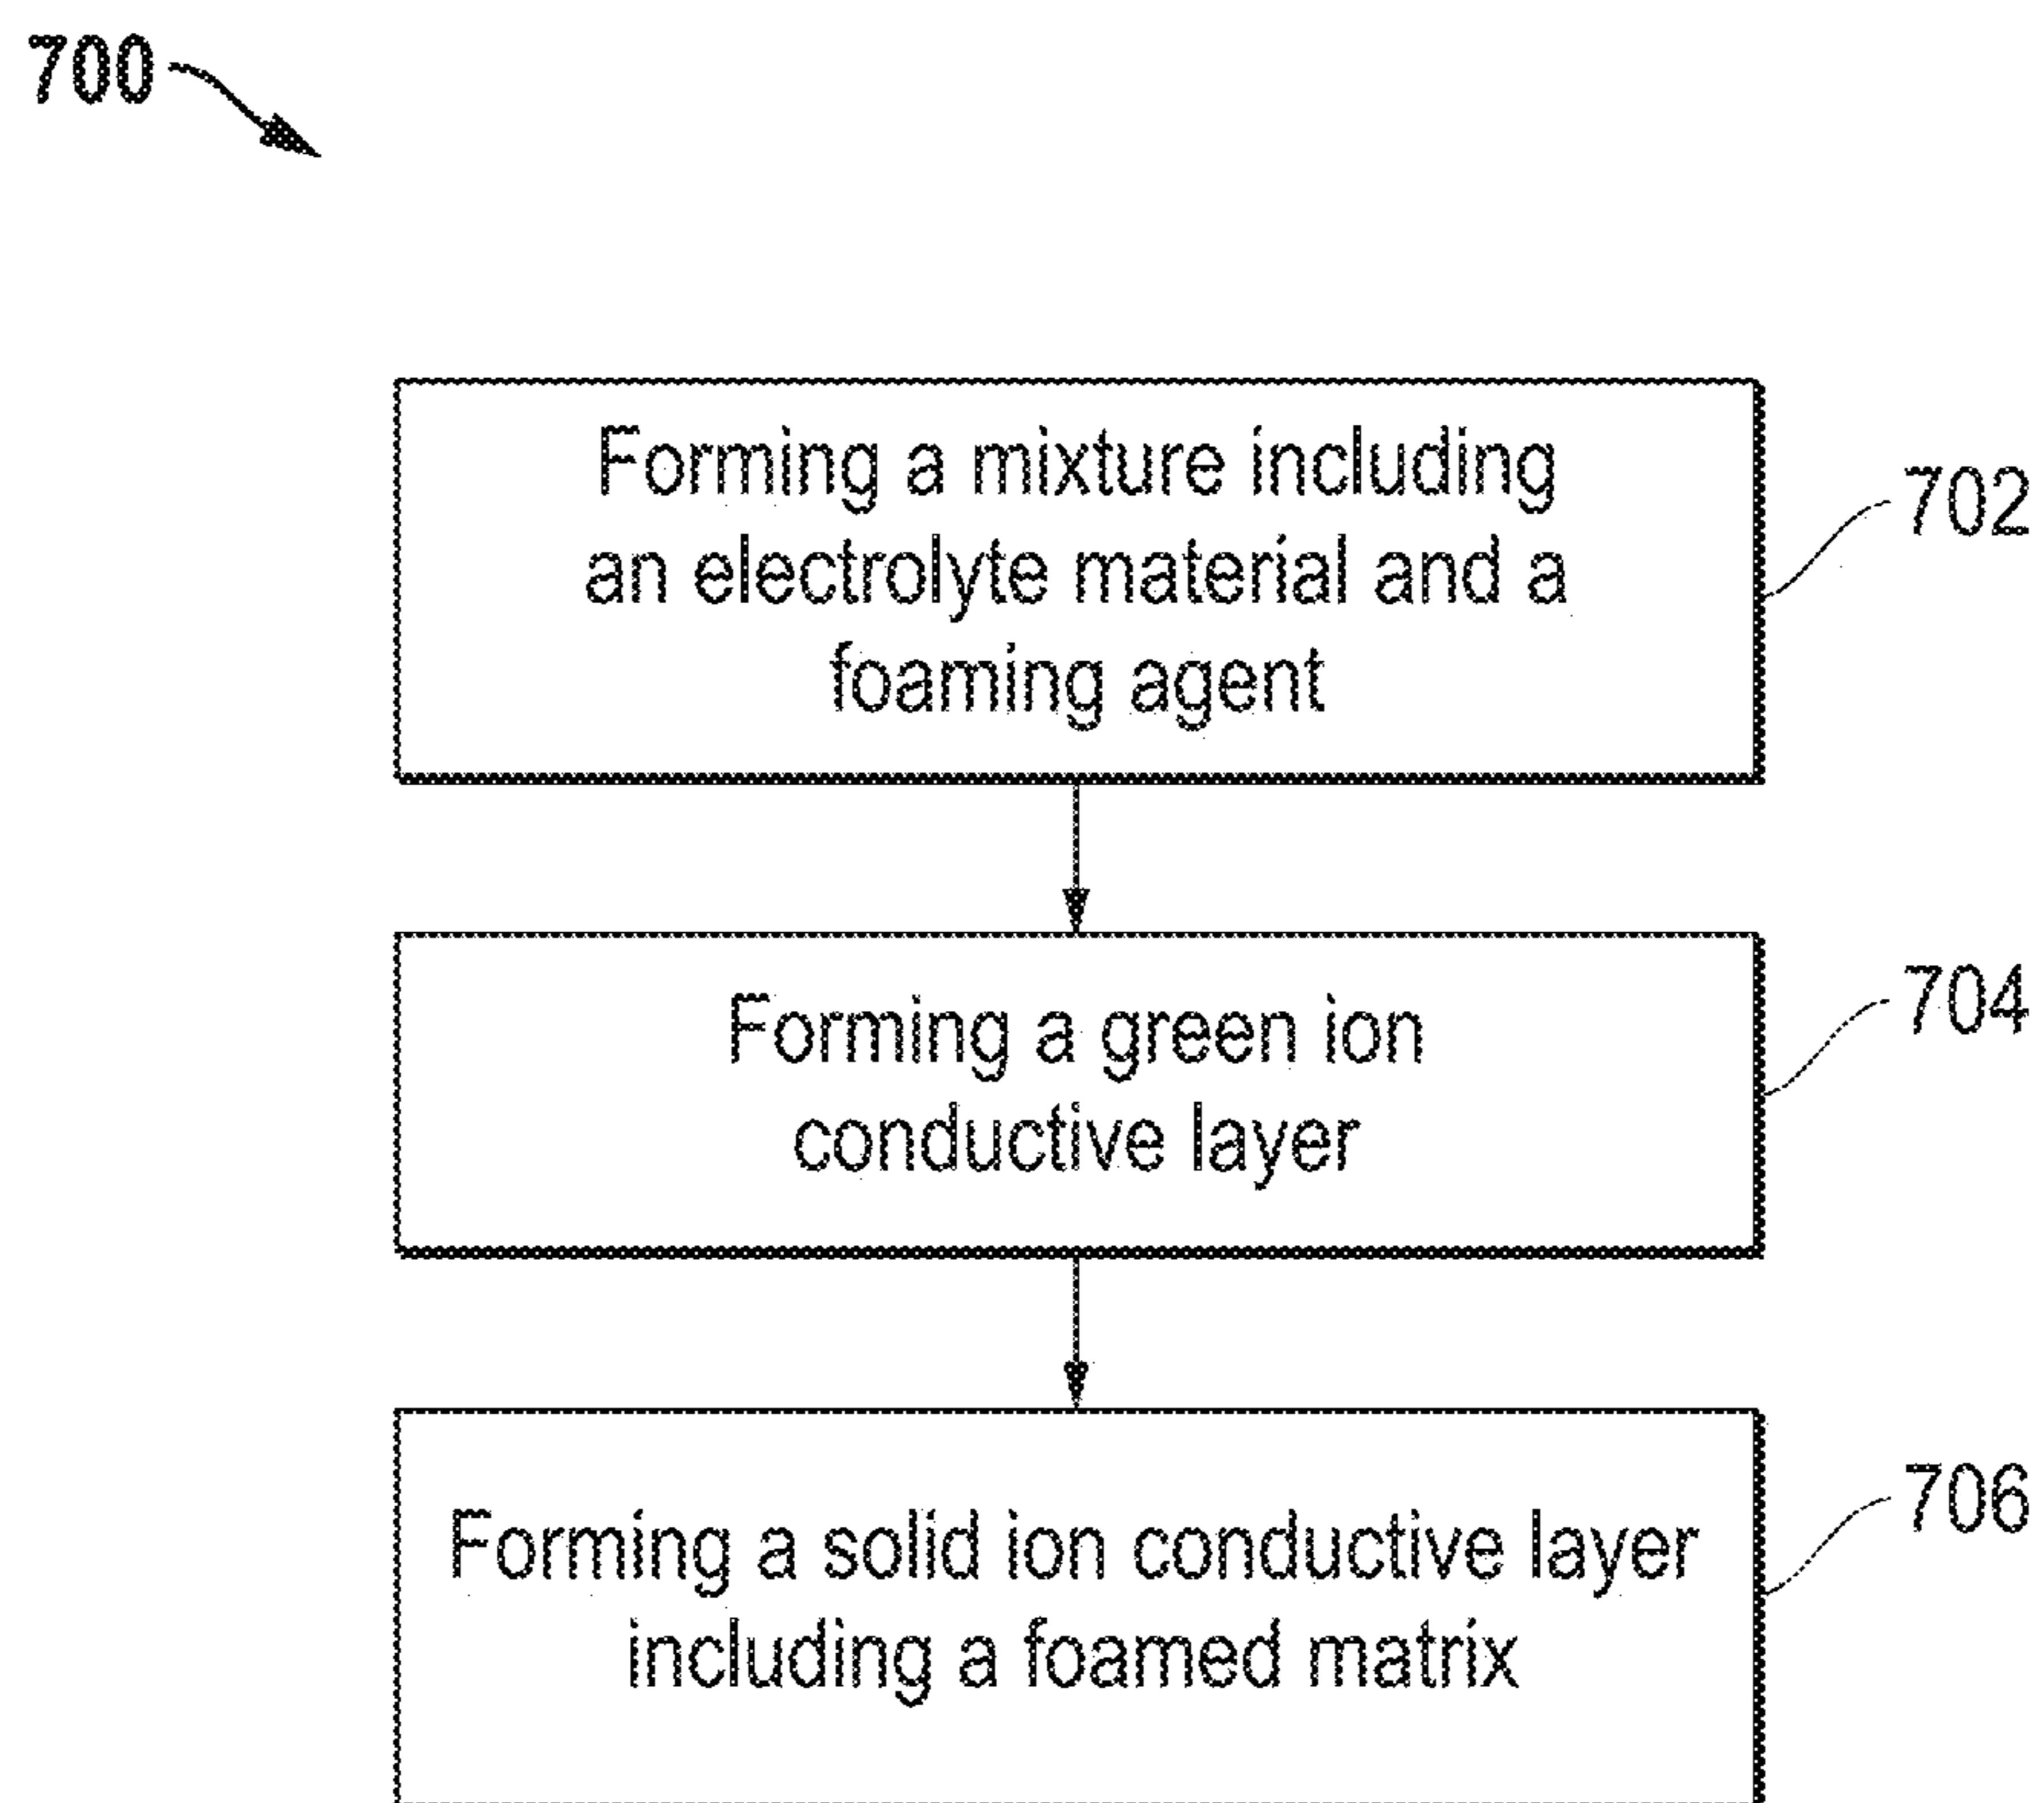 700
Forming a mixture including
an electrolyte material and a
foaming agent
702
Forming a green ion
conductive layer
704
Forming a solid ion conductive layer
including a foamed matrix
706